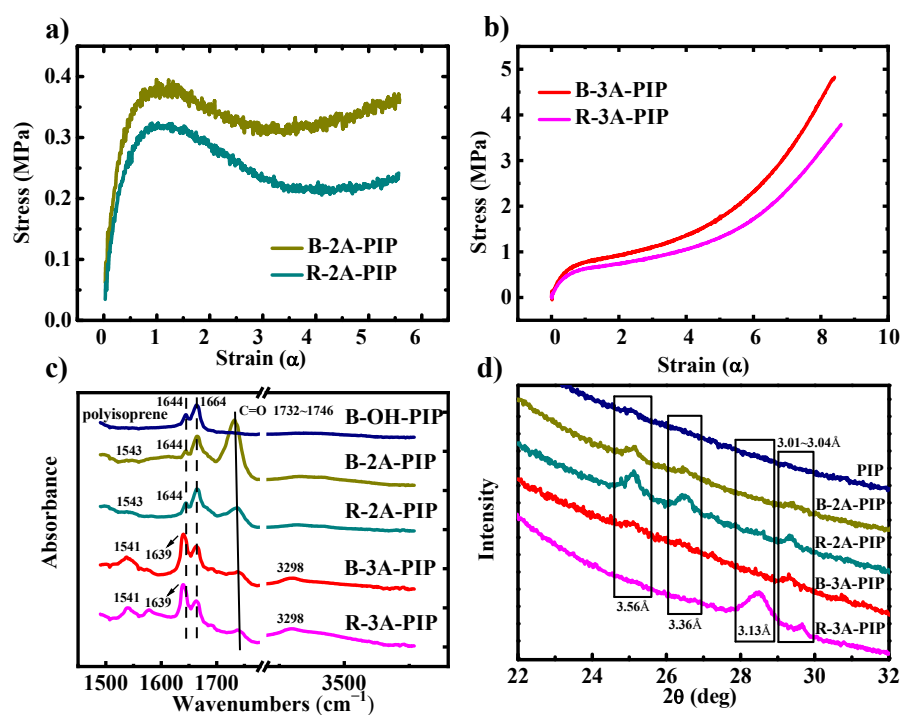 a)
Stress (MPa)
0.4
0.3
0.2
0.1
0.0
B-2A-PIP
R-2A-PIP
0 1 2 3 4 5 6
Strain (α)
b)
Stress (MPa)
5
4
3
2
1
0
B-3A-PIP
R-3A-PIP
0 2 4 6 8 10
Strain (α)
c)
Absorbance
polyisoprene
1644
1664
C=O 1732~1746
B-OH-PIP
1543
1644
B-2A-PIP
1543
1644
R-2A-PIP
1541
1639
3298
B-3A-PIP
1541
1639
3298
R-3A-PIP
1500 1600 1700 3500
Wavenumbers (cm⁻¹)
d)
Intensity
3.01~3.04Å
PIP
B-2A-PIP
R-2A-PIP
B-3A-PIP
R-3A-PIP
3.56Å
3.36Å
3.13Å
22 24 26 28 30 32
2θ (deg)